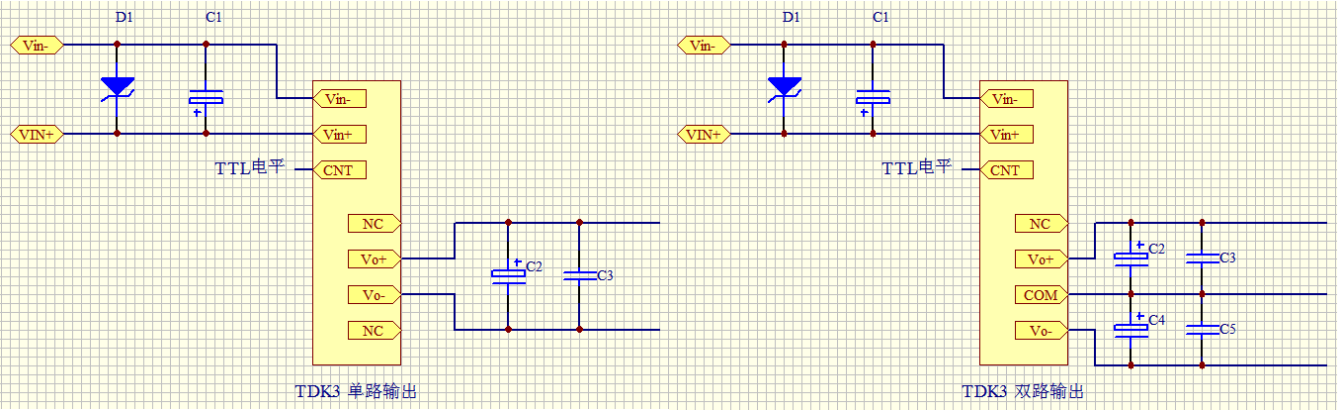 D1
C1
Vin-
Vin-
VIN+
Vin+
TTL电平
CNT
NC
Vo+
C2
C3
Vo-
NC
TDK3 单路输出
D1
C1
Vin-
Vin-
VIN+
Vin+
TTL电平
CNT
NC
C2
C3
Vo+
COM
C4
C5
Vo-
TDK3 双路输出